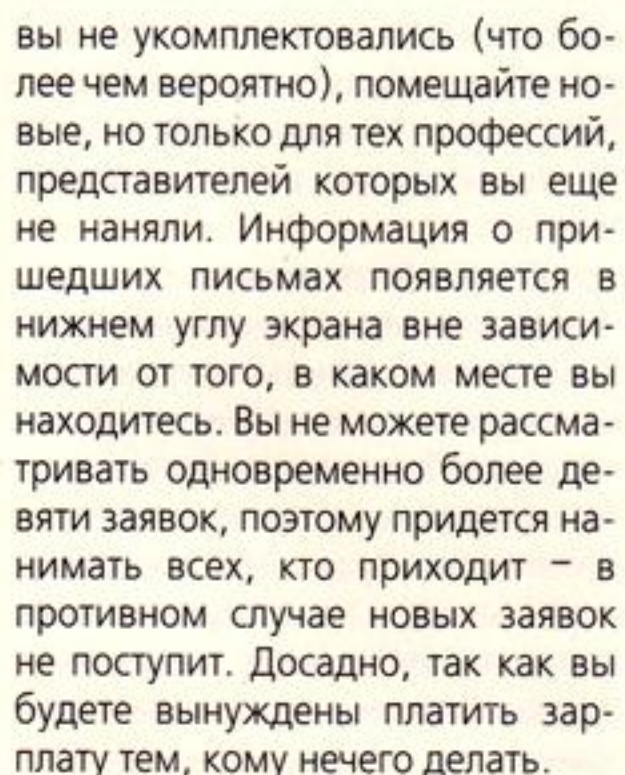 вы не укомплектовались (что бо-
лее чем вероятно), помещайте но-
вые, но только для тех профессий,
представителей которых вы еще
не наняли. Информация о при-
шедших письмах появляется в
нижнем углу экрана вне зависи-
мости от того, в каком месте вы
находитесь. Вы не можете рассма-
тривать одновременно более де-
вяти заявок, поэтому придется на-
нимать всех, кто приходит – в
противном случае новых заявок
не поступит. Досадно, так как вы
будете вынуждены платить зар-
плату тем, кому нечего делать.